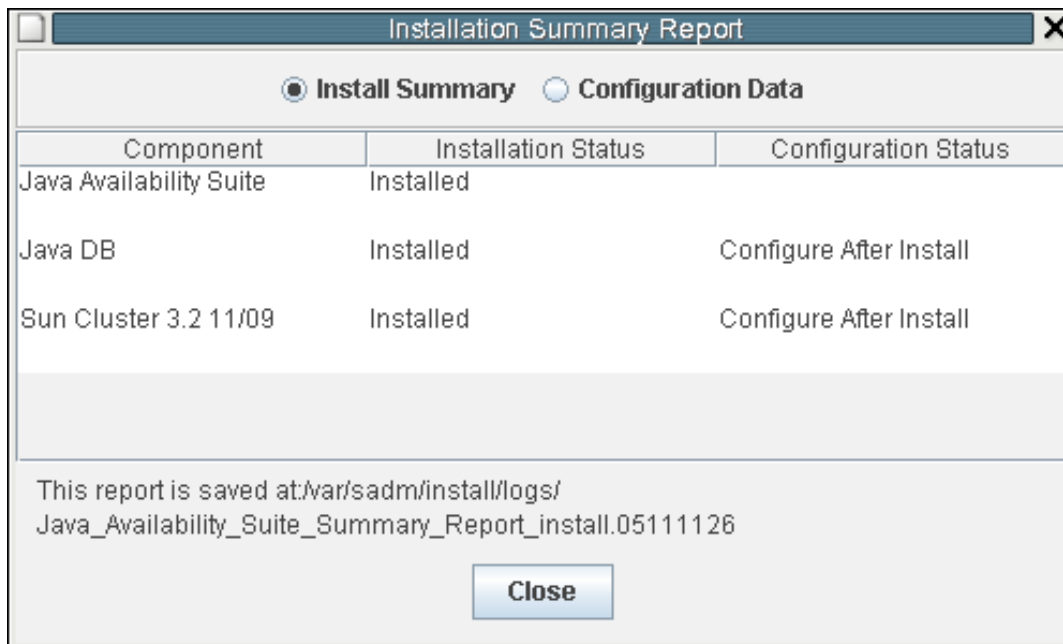 Installation Summary Report
Install Summary Configuration Data
Component Installation Status Configuration Status
Java Availability Suite Installed
Java DB Installed Configure After Install
Sun Cluster 3.2 11/09 Installed Configure After Install
This report is saved at:/var/sadm/install/logs/
Java_Availability_Suite_Summary_Report_install.05111126
Close